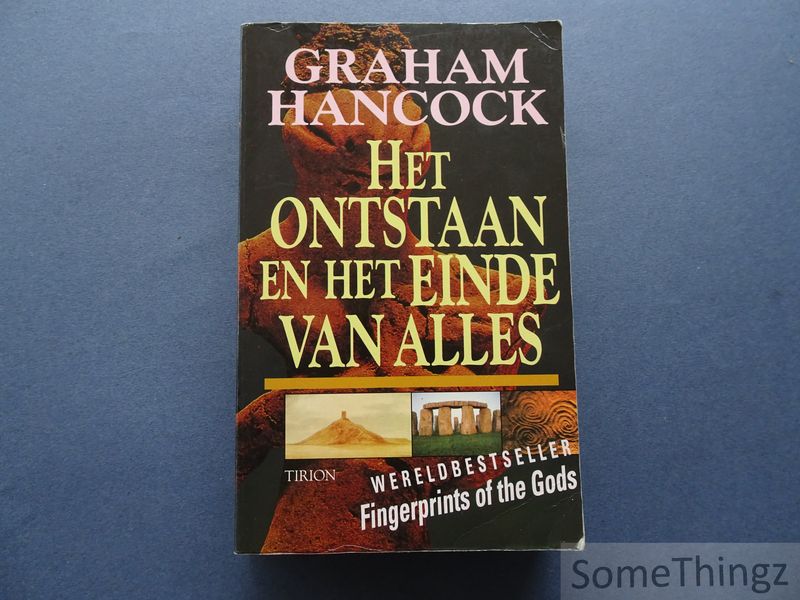 GRAHAM
HANCOCK
HET
ONTSTAAN
EN HET EINDE
VAN ALLES
TIRION
WERELDBESTSELLER
Fingerprints of the Gods
SomeThingz